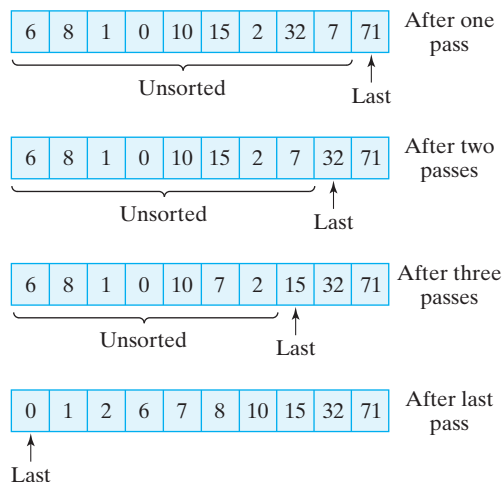 6 8 1 0 10 15 2 32 7 71
After one
pass
Unsorted
Last
6 8 1 0 10 15 2 7 32 71
After two
passes
Unsorted
Last
6 8 1 0 10 7 2 15 32 71
After three
passes
Unsorted
Last
0 1 2 6 7 8 10 15 32 71
After last
pass
Last